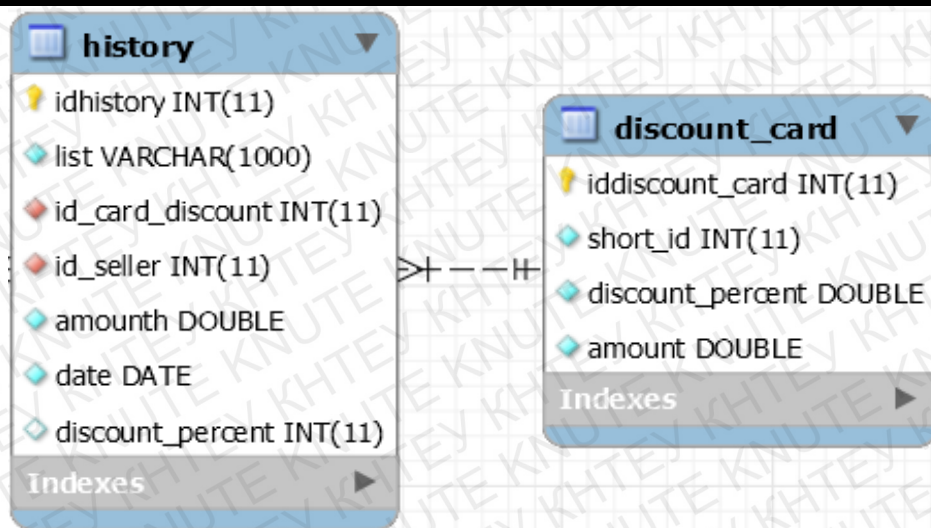 history
idhistory INT(11)
list VARCHAR(1000)
id_card_discount INT(11)
id_seller INT(11)
amounth DOUBLE
date DATE
discount_percent INT(11)
Indexes
discount_card
iddiscount_card INT(11)
short_id INT(11)
discount_percent DOUBLE
amount DOUBLE
Indexes